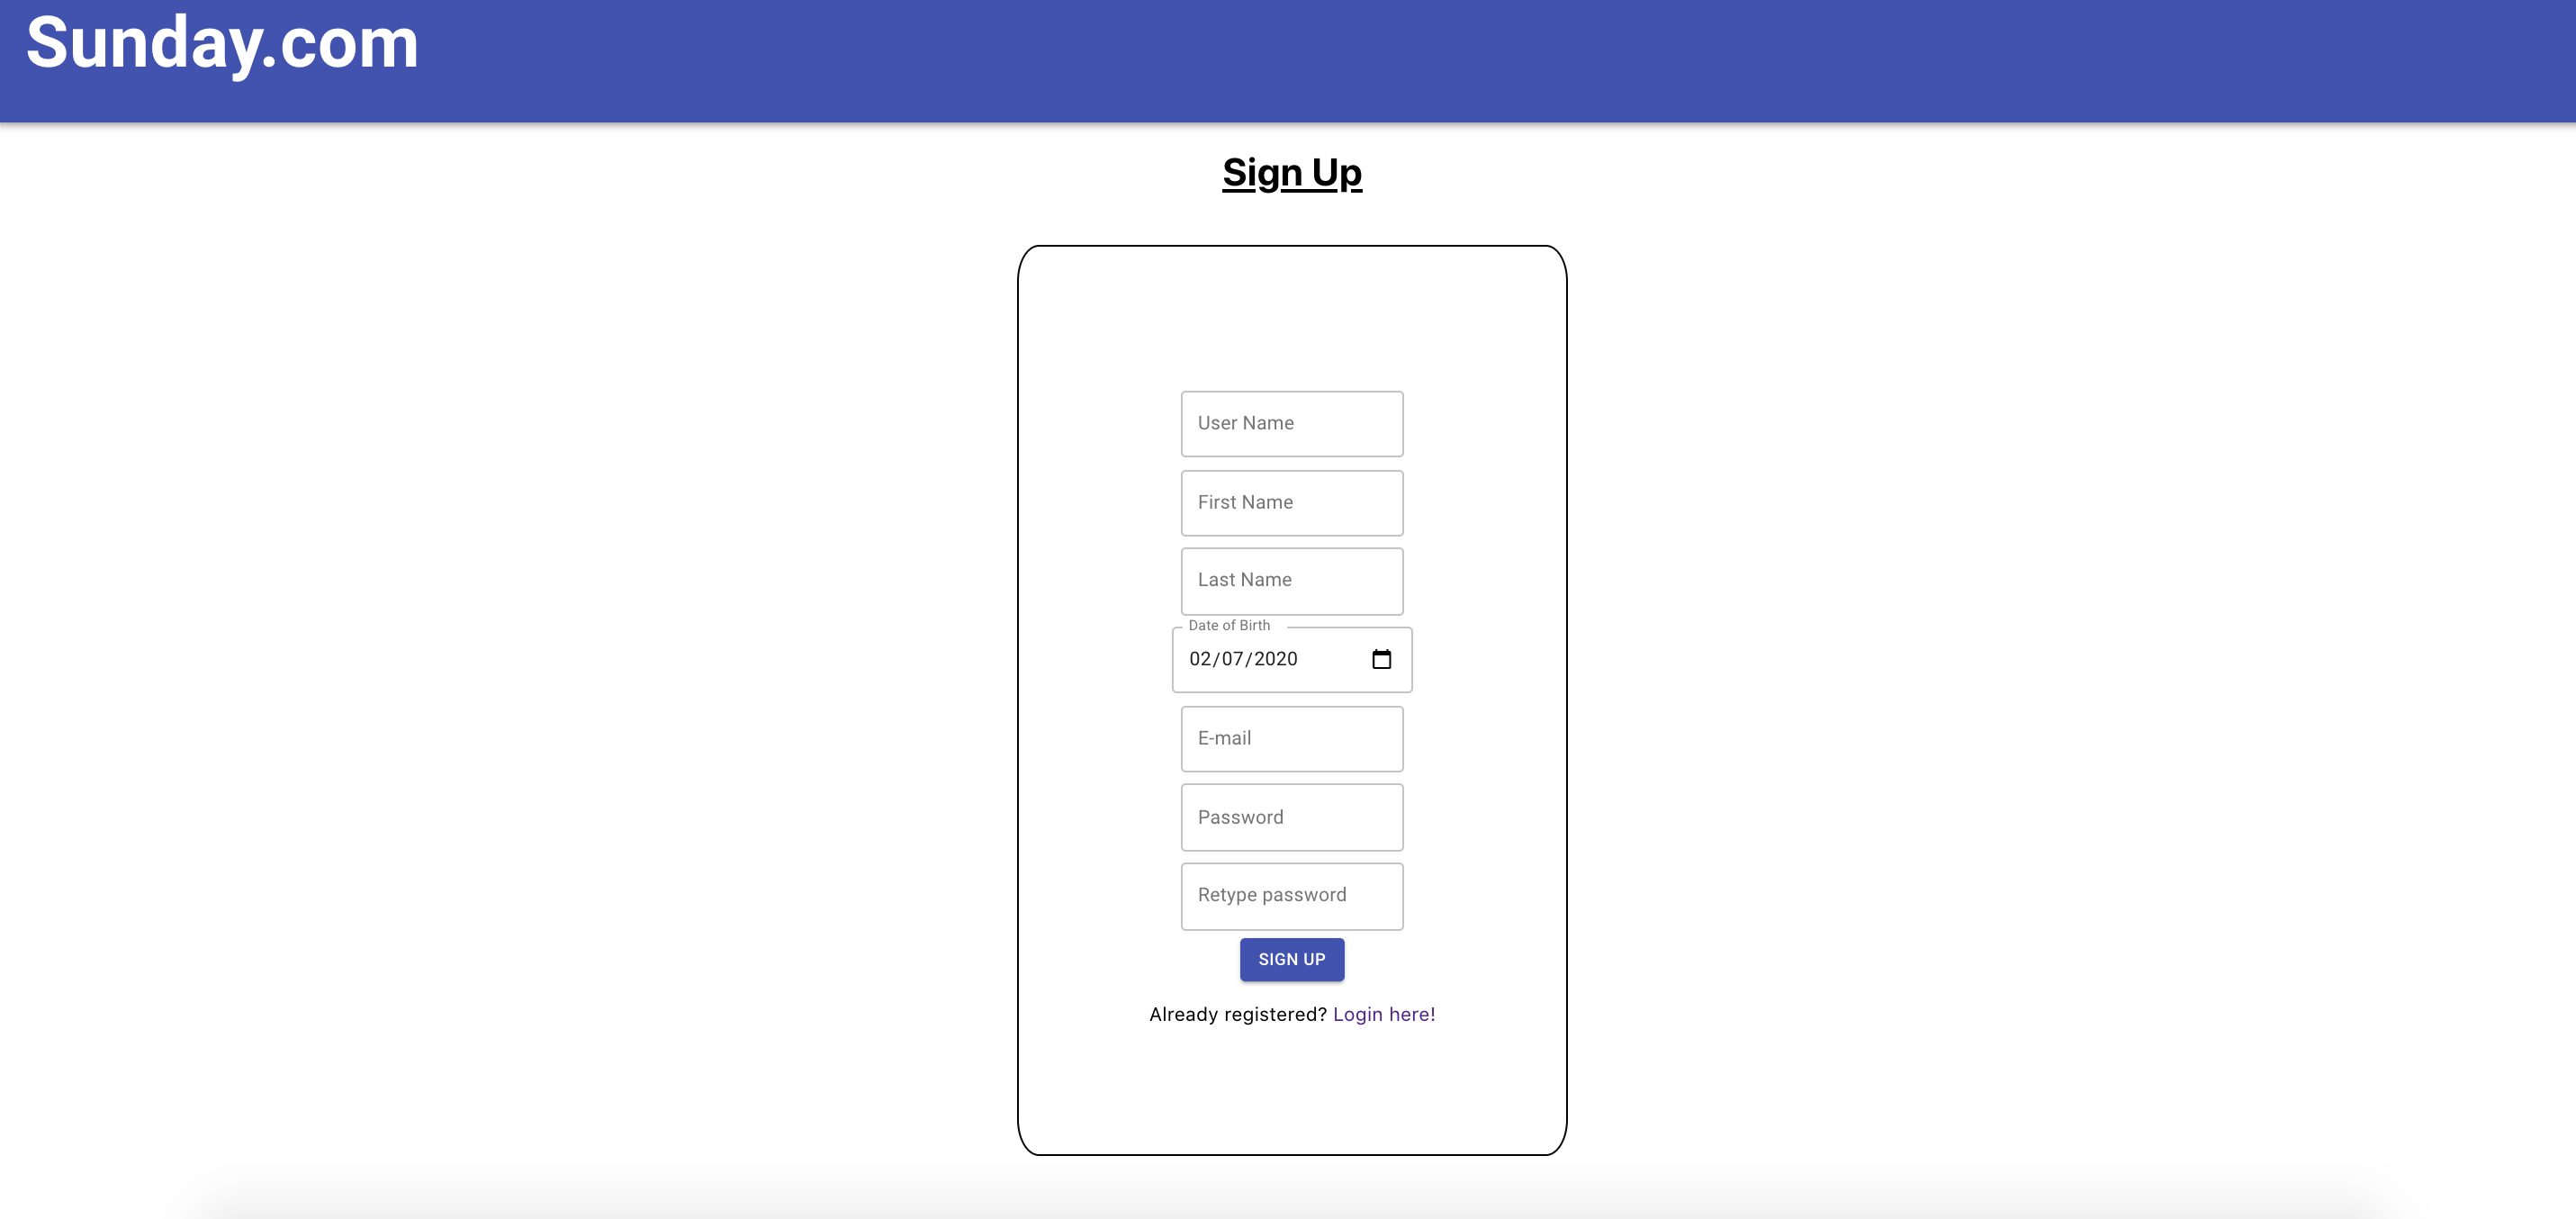 Sunday.com
Sign Up
User Name
First Name
Last Name
Date of Birth
02/07/2020
E-mail
Password
Retype password
SIGN UP
Already registered? Login here!